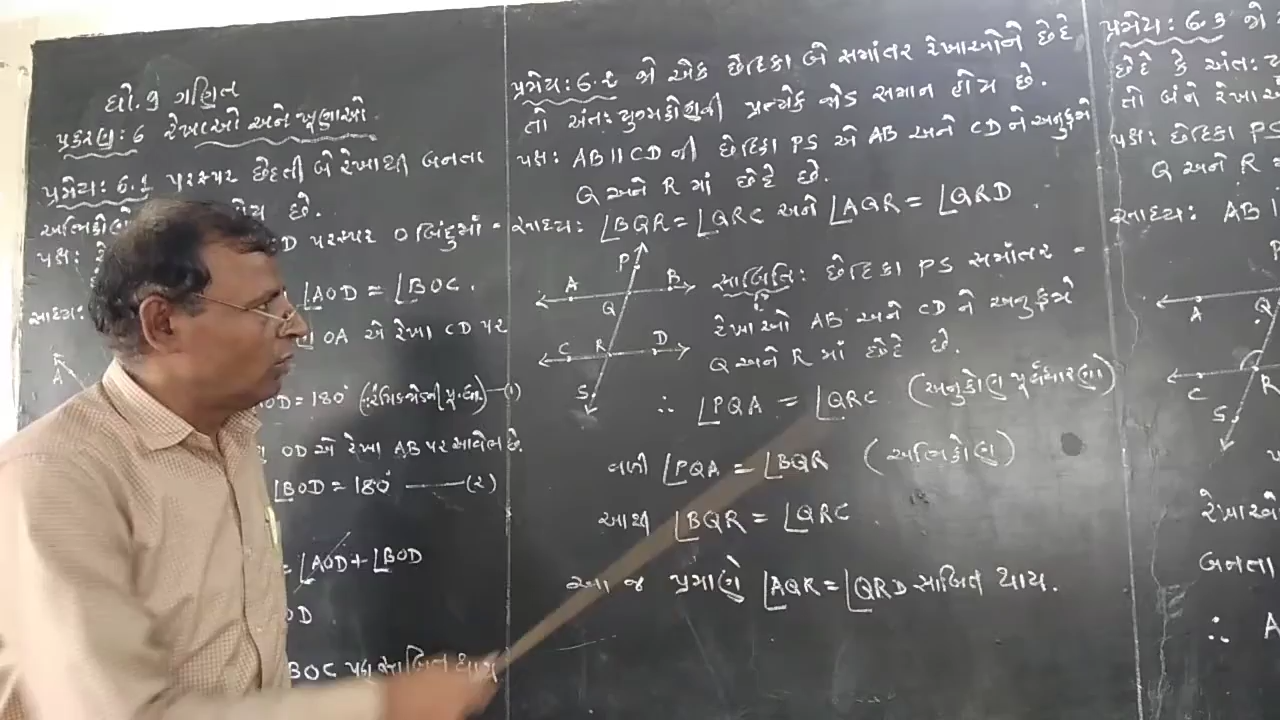 ધો.9 ગણિત
પ્રકરણ: 6 રેખાઓ અને ખૂણાઓ.
પ્રમેય: 6.1 પરસ્પર છેદતી બે રેખાથી બનતા
અભિકોણો હોય છે.
પક્ષ: D પરસ્પર O બિંદુમાં -
∠AOD = ∠BOC.
સાધ્ય:
OA એ રેખા CD પર
A
OD = 180° (રૈખિકજોડની પૂ.ધા.) —(1)
OD એ રેખા AB પર આવેલ છે.
∠BOD = 180° ——(2)
= ∠AOD + ∠BOD
OD
BOC પણ સાબિત થાય
પ્રમેય: 6.2 જો એક છેદિકા બે સમાંતર રેખાઓને છેદે
તો અંતઃ યુગ્મકોણની પ્રત્યેક જોડ સમાન હોય છે.
પક્ષ: AB || CD ની છેદિકા PS એ AB અને CD ને અનુક્રમે
Q અને R માં છેદે છે.
સાધ્ય: ∠BQR = ∠QRC અને ∠AQR = ∠QRD
P
A B
Q
C R D
S
સાબિતિ: છેદિકા PS સમાંતર -
રેખાઓ AB અને CD ને અનુક્રમે
Q અને R માં છેદે છે.
∴ ∠PQA = ∠QRC (અનુકોણ પૂર્વધારણા)
વળી ∠PQA = ∠BQR (અભિકોણ)
આથી ∠BQR = ∠QRC
આ જ પ્રમાણે ∠AQR = ∠QRD સાબિત થાય.
પ્રમેય: 6.3 જો
છેદે કે અંતઃ
તો બંને રેખાઓ
પક્ષ: છેદિકા PS
Q અને R
સાધ્ય: AB
P
A Q
C R
S
બનતા
∴ A